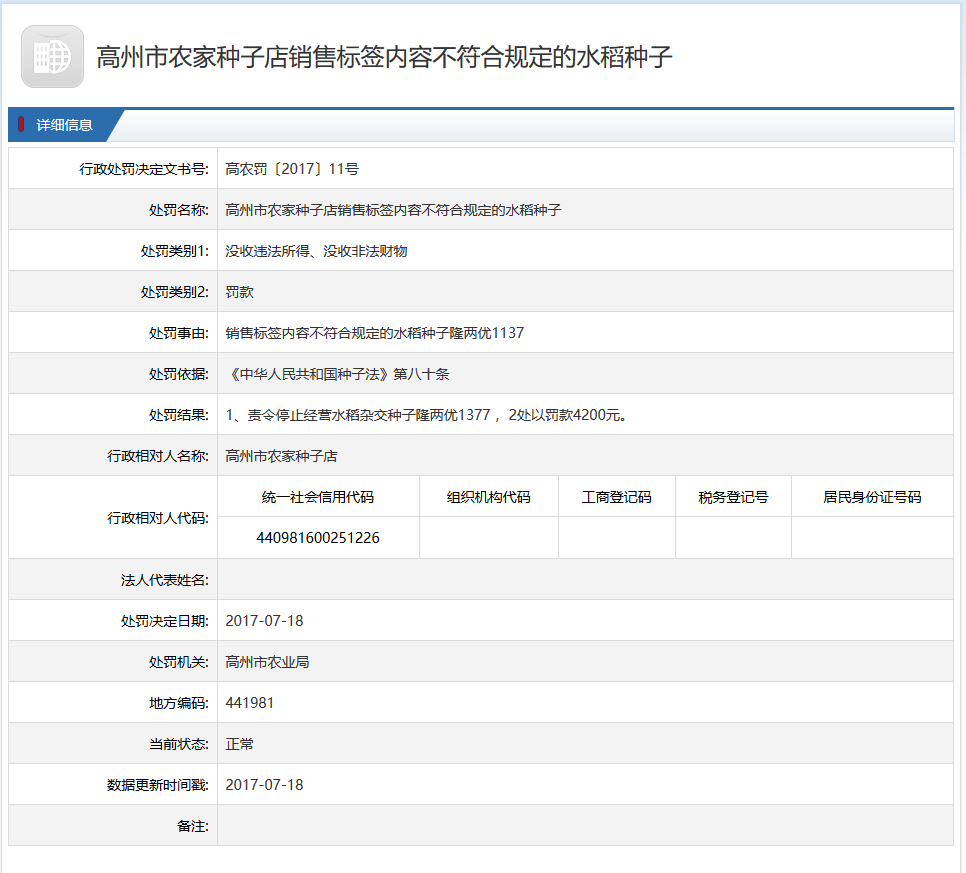 高州市农家种子店销售标签内容不符合规定的水稻种子
详细信息
行政处罚决定文书号: 高农罚〔2017〕11号
处罚名称: 高州市农家种子店销售标签内容不符合规定的水稻种子
处罚类别1: 没收违法所得、没收非法财物
处罚类别2: 罚款
处罚事由: 销售标签内容不符合规定的水稻种子隆两优1137
处罚依据: 《中华人民共和国种子法》第八十条
处罚结果: 1、责令停止经营水稻杂交种子隆两优1377 ，2处以罚款4200元。
行政相对人名称: 高州市农家种子店
行政相对人代码:
统一社会信用代码 组织机构代码 工商登记码 税务登记号 居民身份证号码
440981600251226
法人代表姓名:
处罚决定日期: 2017-07-18
处罚机关: 高州市农业局
地方编码: 441981
当前状态: 正常
数据更新时间戳: 2017-07-18
备注: